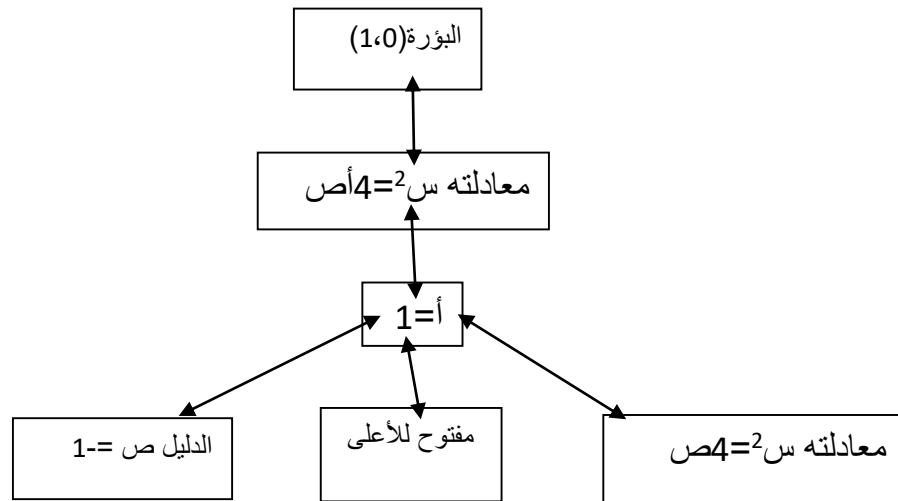 البؤرة(1،0)
معادلته س²=4أص
أ=1
معادلته س²=4ص
مفتوح للأعلى
الدليل ص =-1